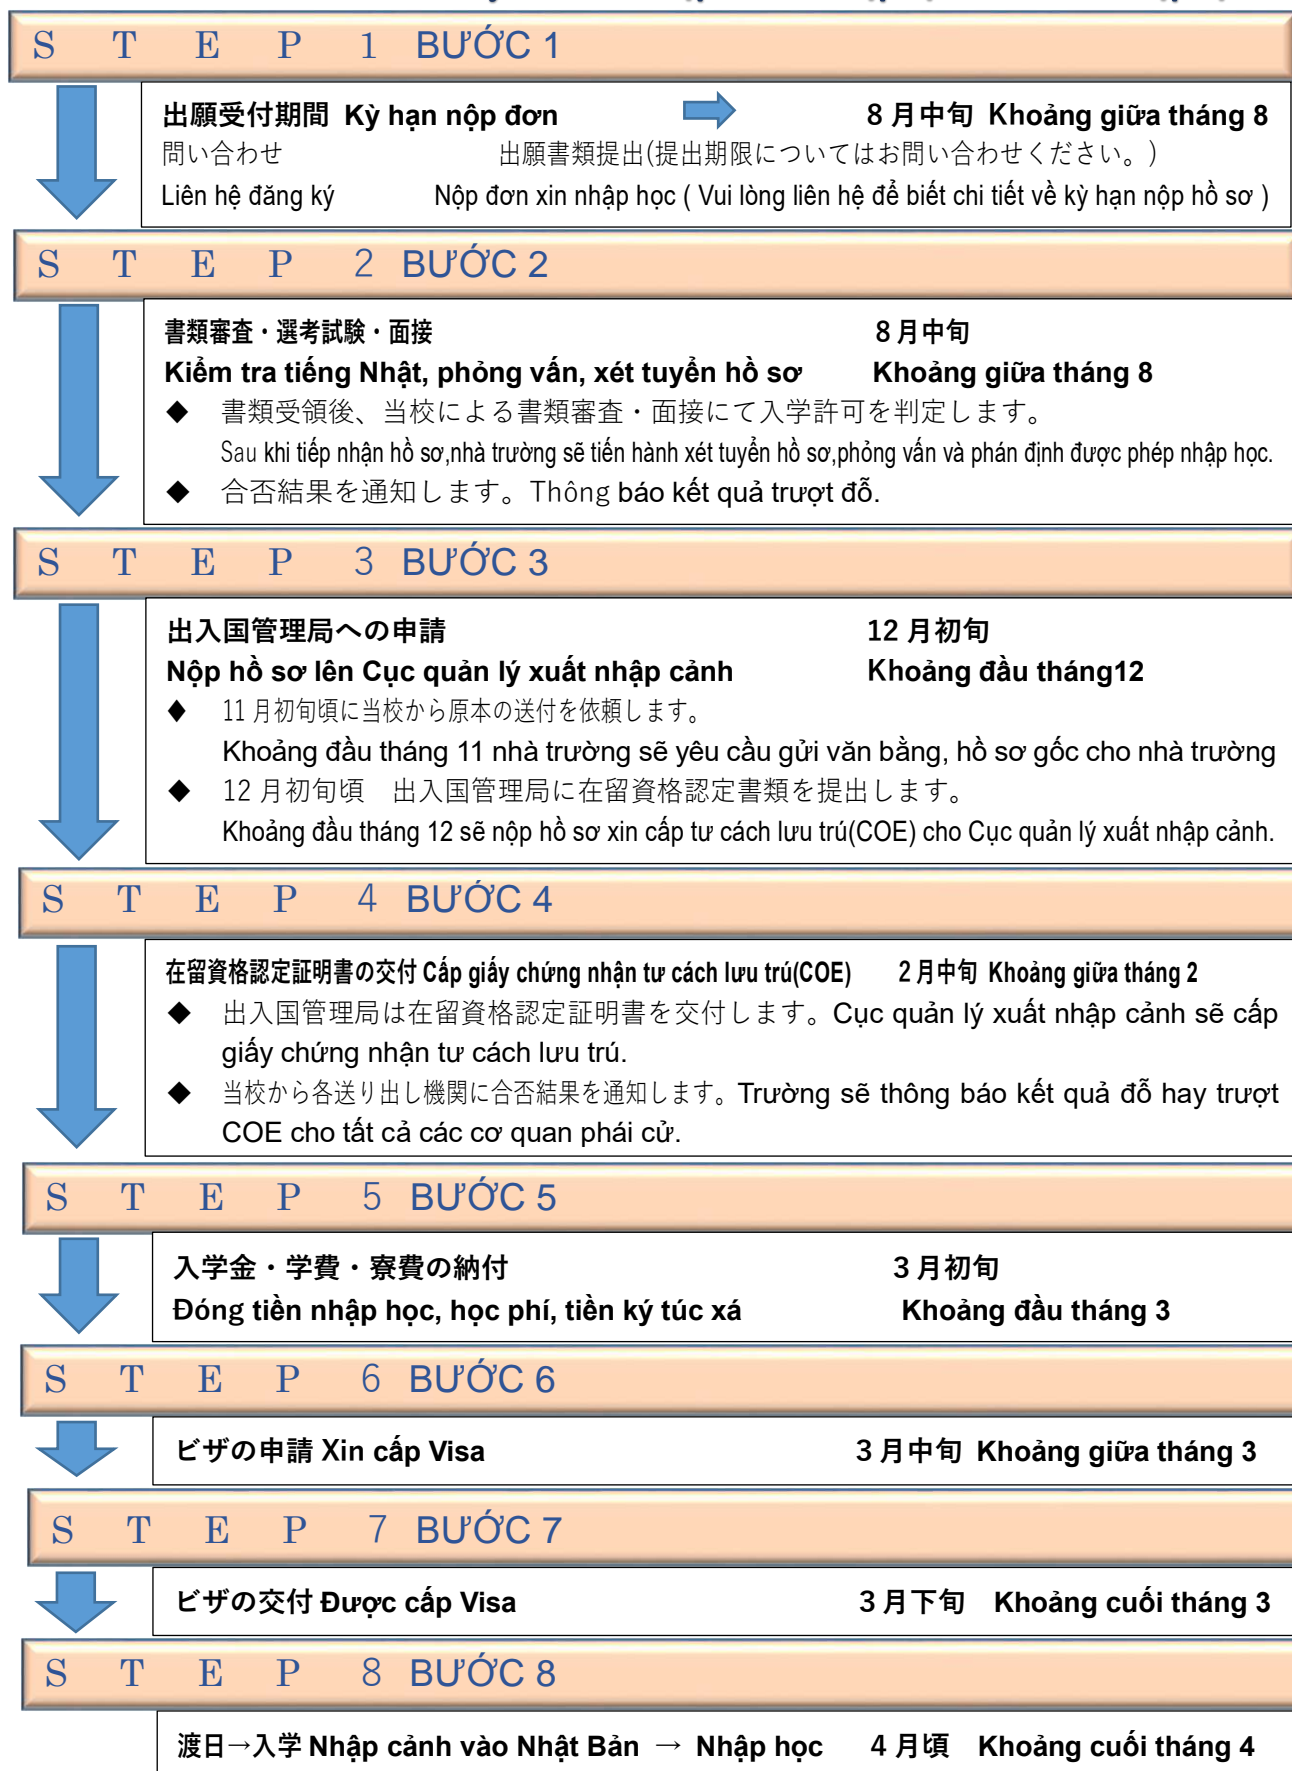 S T E P 1 BƯỚC 1
出願受付期間 Kỳ hạn nộp đơn 8月中旬 Khoảng giữa tháng 8
問い合わせ 出願書類提出(提出期限についてはお問い合わせください。)
Liên hệ đăng ký Nộp đơn xin nhập học ( Vui lòng liên hệ để biết chi tiết về kỳ hạn nộp hồ sơ )
S T E P 2 BƯỚC 2
書類審査・選考試験・面接 8月中旬
Kiểm tra tiếng Nhật, phỏng vấn, xét tuyển hồ sơ Khoảng giữa tháng 8
◆ 書類受領後、当校による書類審査・面接にて入学許可を判定します。
Sau khi tiếp nhận hồ sơ,nhà trường sẽ tiến hành xét tuyển hồ sơ,phỏng vấn và phán định được phép nhập học.
◆ 合否結果を通知します。Thông báo kết quả trượt đỗ.
S T E P 3 BƯỚC 3
出入国管理局への申請 12月初旬
Nộp hồ sơ lên Cục quản lý xuất nhập cảnh Khoảng đầu tháng12
◆ 11月初旬頃に当校から原本の送付を依頼します。
Khoảng đầu tháng 11 nhà trường sẽ yêu cầu gửi văn bằng, hồ sơ gốc cho nhà trường
◆ 12月初旬頃 出入国管理局に在留資格認定書類を提出します。
Khoảng đầu tháng 12 sẽ nộp hồ sơ xin cấp tư cách lưu trú(COE) cho Cục quản lý xuất nhập cảnh.
S T E P 4 BƯỚC 4
在留資格認定証明書の交付 Cấp giấy chứng nhận tư cách lưu trú(COE) 2月中旬 Khoảng giữa tháng 2
◆ 出入国管理局は在留資格認定証明書を交付します。Cục quản lý xuất nhập cảnh sẽ cấp
giấy chứng nhận tư cách lưu trú.
◆ 当校から各送り出し機関に合否結果を通知します。Trường sẽ thông báo kết quả đỗ hay trượt
COE cho tất cả các cơ quan phái cử.
S T E P 5 BƯỚC 5
入学金・学費・寮費の納付 3月初旬
Đóng tiền nhập học, học phí, tiền ký túc xá Khoảng đầu tháng 3
S T E P 6 BƯỚC 6
ビザの申請 Xin cấp Visa 3月中旬 Khoảng giữa tháng 3
S T E P 7 BƯỚC 7
ビザの交付 Được cấp Visa 3月下旬 Khoảng cuối tháng 3
S T E P 8 BƯỚC 8
渡日→入学 Nhập cảnh vào Nhật Bản → Nhập học 4月頃 Khoảng cuối tháng 4